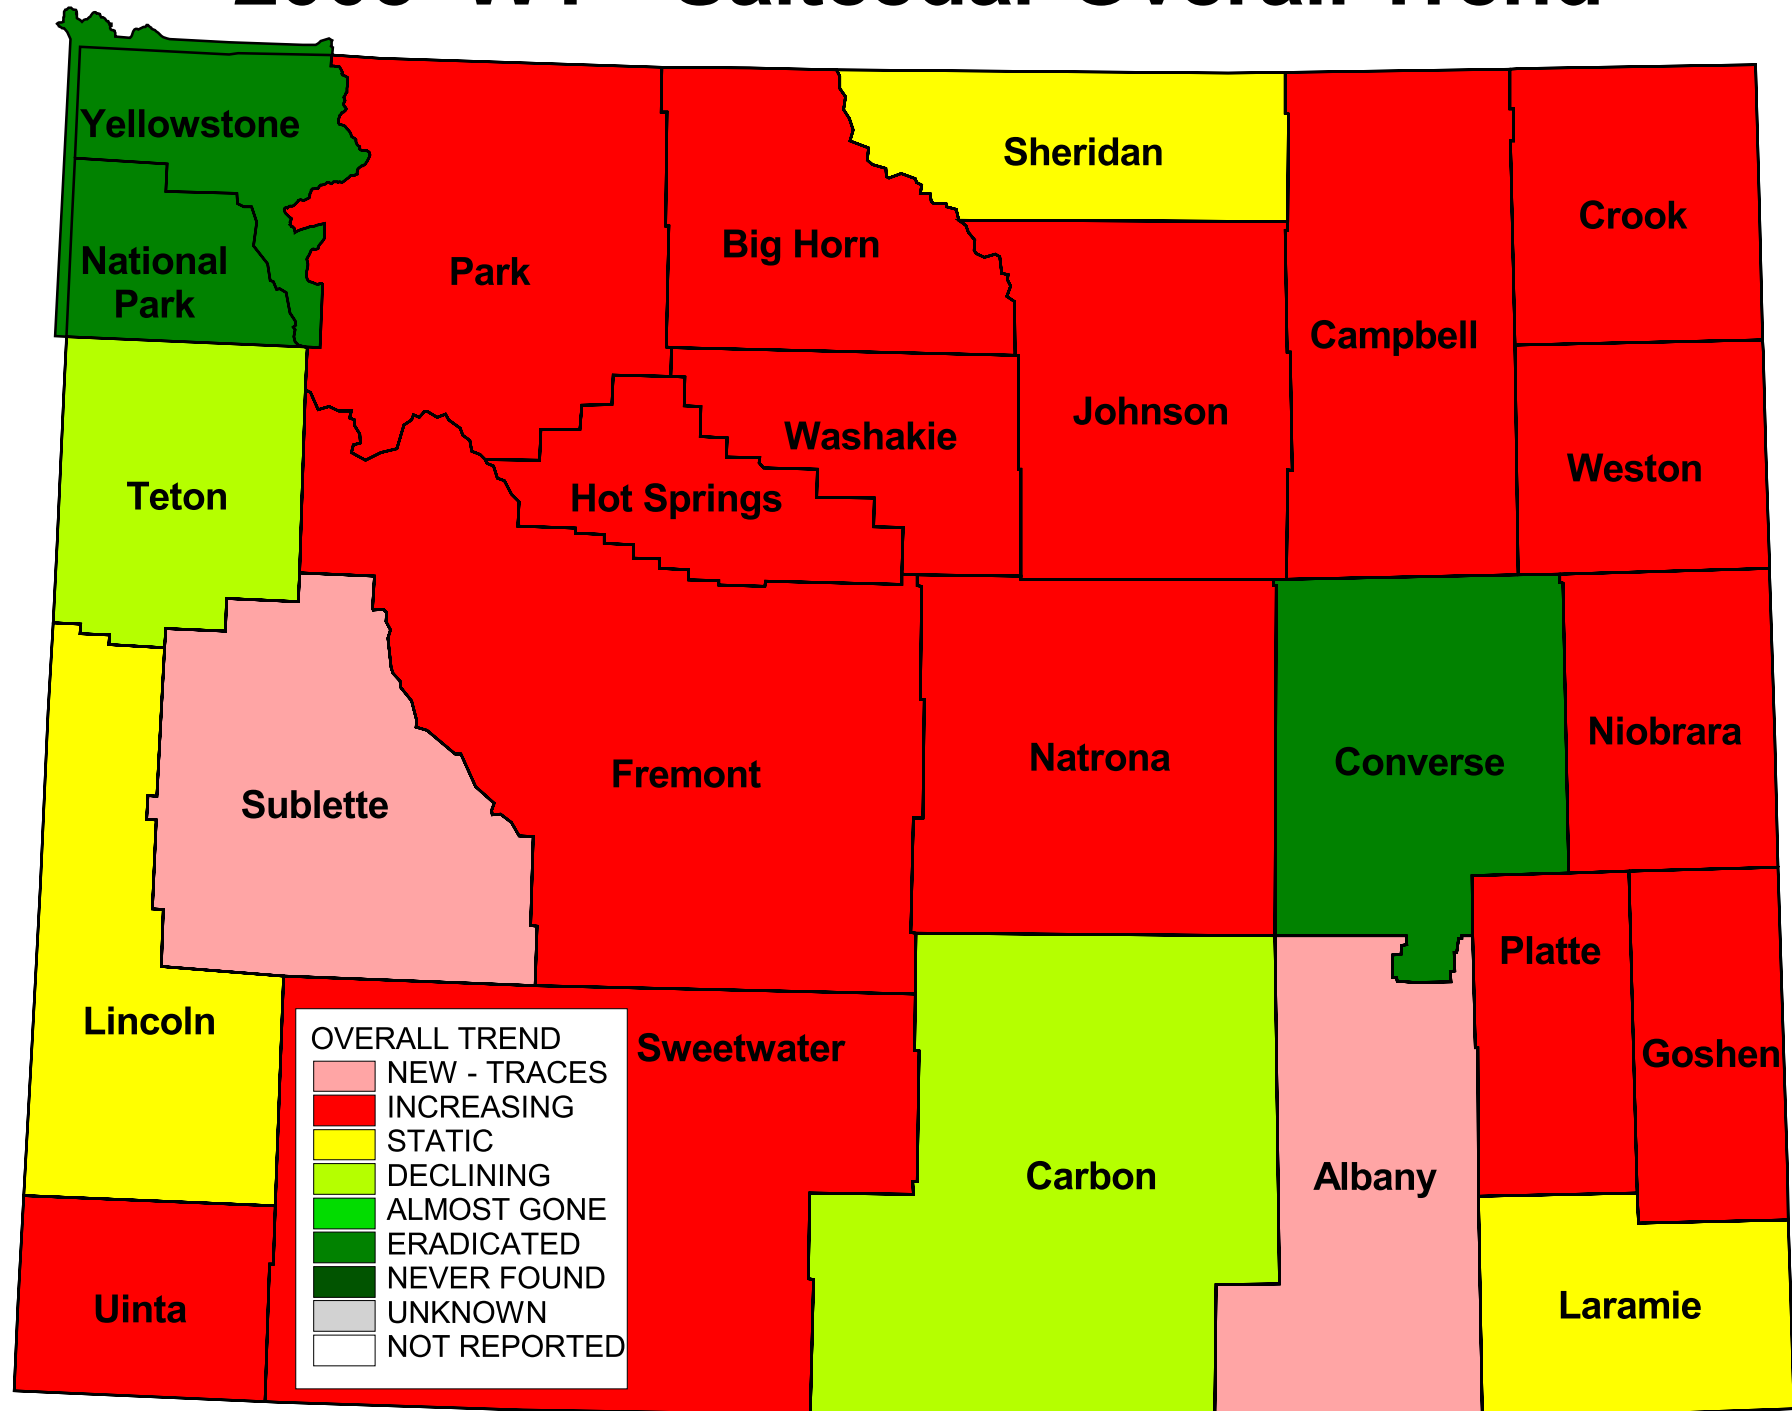 Yellowstone
Sheridan
Crook
Big Horn
National
Park
Park
Campbell
Johnson
Washakie
Weston
Teton
Hot Springs
Niobrara
Natrona
Converse
Fremont
Sublette
Platte
Lincoln
Sweetwater
Goshen
OVERALL TREND
NEW - TRACES
INCREASING
STATIC
DECLINING
ALMOST GONE
ERADICATED
NEVER FOUND
UNKNOWN
NOT REPORTED
Carbon
Albany
Uinta
Laramie